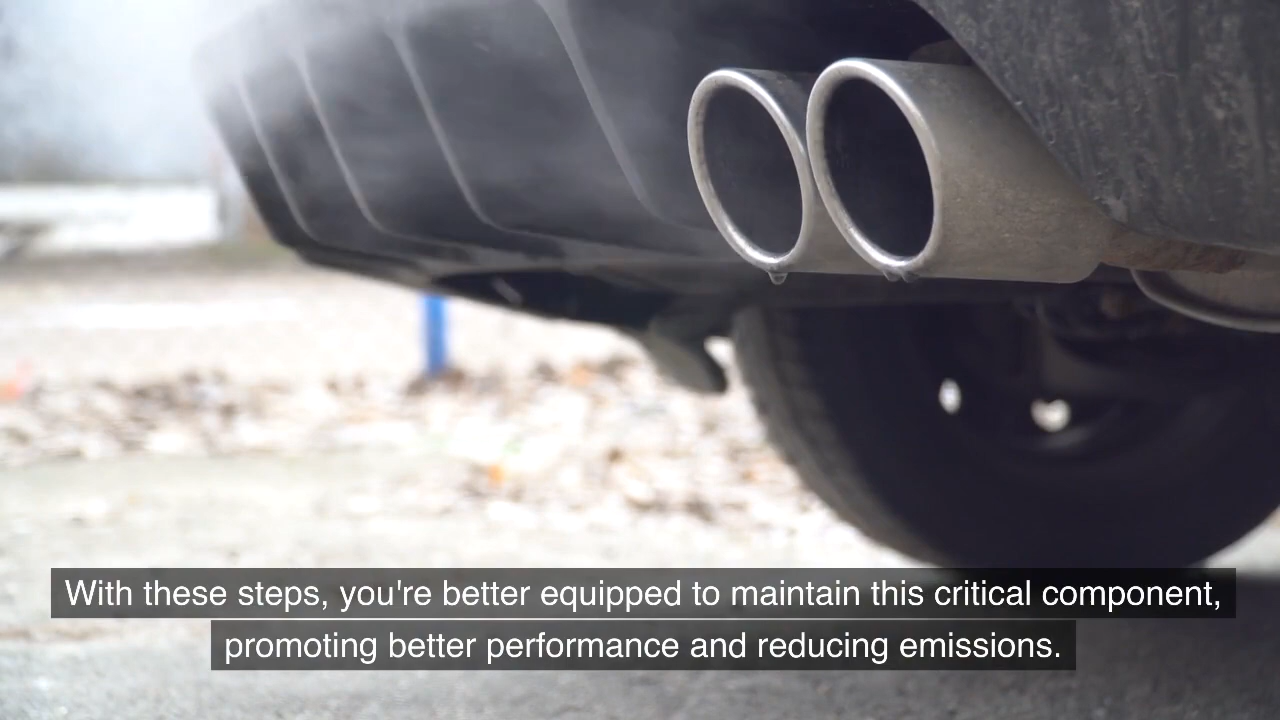 With these steps, you're better equipped to maintain this critical component,
promoting better performance and reducing emissions.